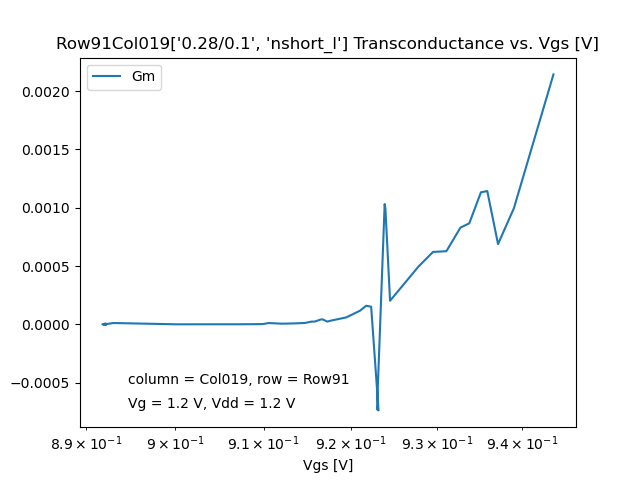 Row91Col019['0.28/0.1', 'nshort_l'] Transconductance vs. Vgs [V]
Gm
0.0020
0.0015
0.0010
0.0005
0.0000
−0.0005
column = Col019, row = Row91
Vg = 1.2 V, Vdd = 1.2 V
8.9 × 10⁻¹ 9 × 10⁻¹ 9.1 × 10⁻¹ 9.2 × 10⁻¹ 9.3 × 10⁻¹ 9.4 × 10⁻¹
Vgs [V]